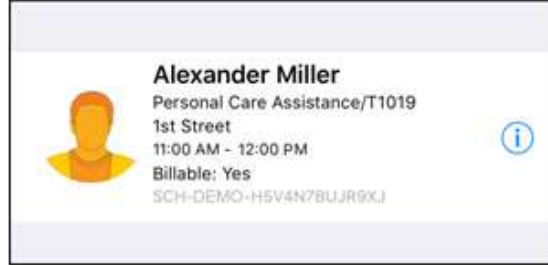 Alexander Miller
Personal Care Assistance/T1019
1st Street
11:00 AM - 12:00 PM
Billable: Yes
SCH-DEMO-H5V4N7BUJR9XJ